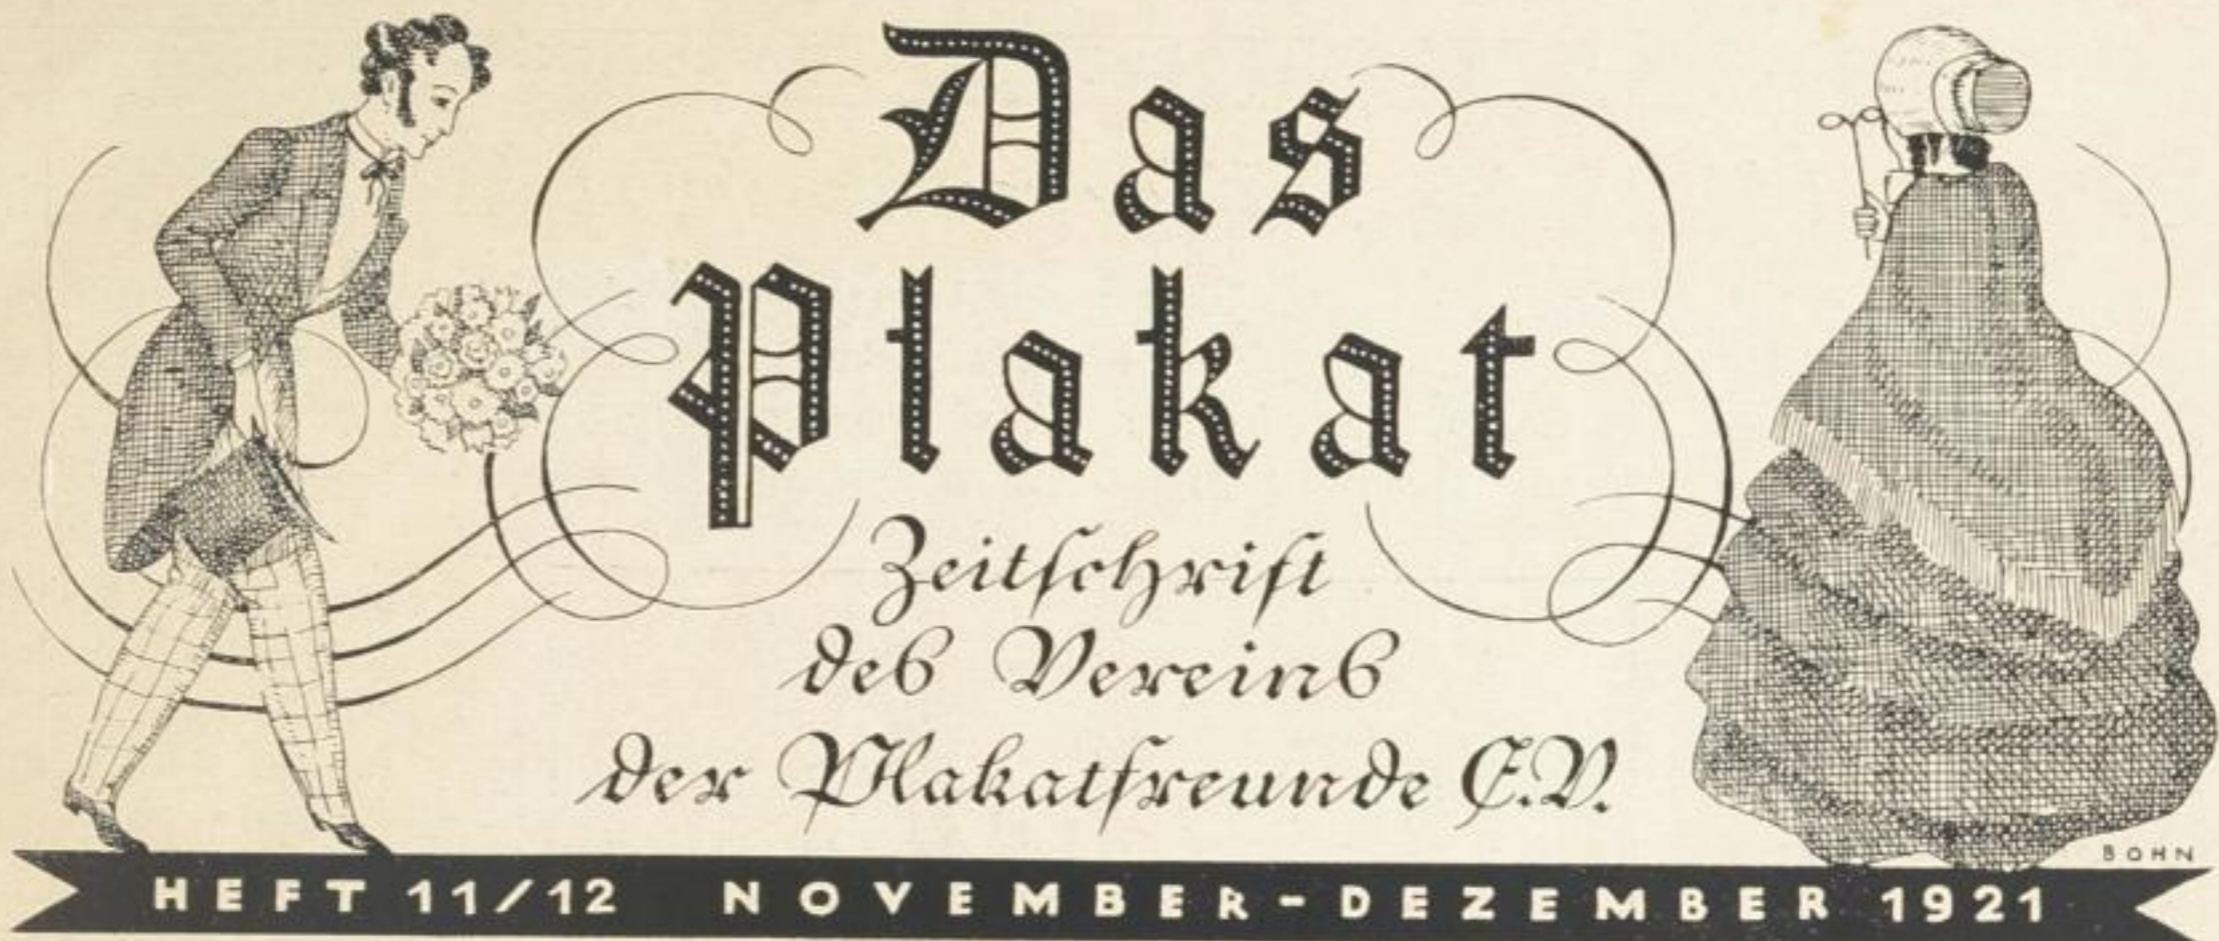 Das
Plakat
Zeitschrift
des Vereins
der Plakatfreunde E.V.
BOHN
HEFT 11/12 NOVEMBER-DEZEMBER 1921